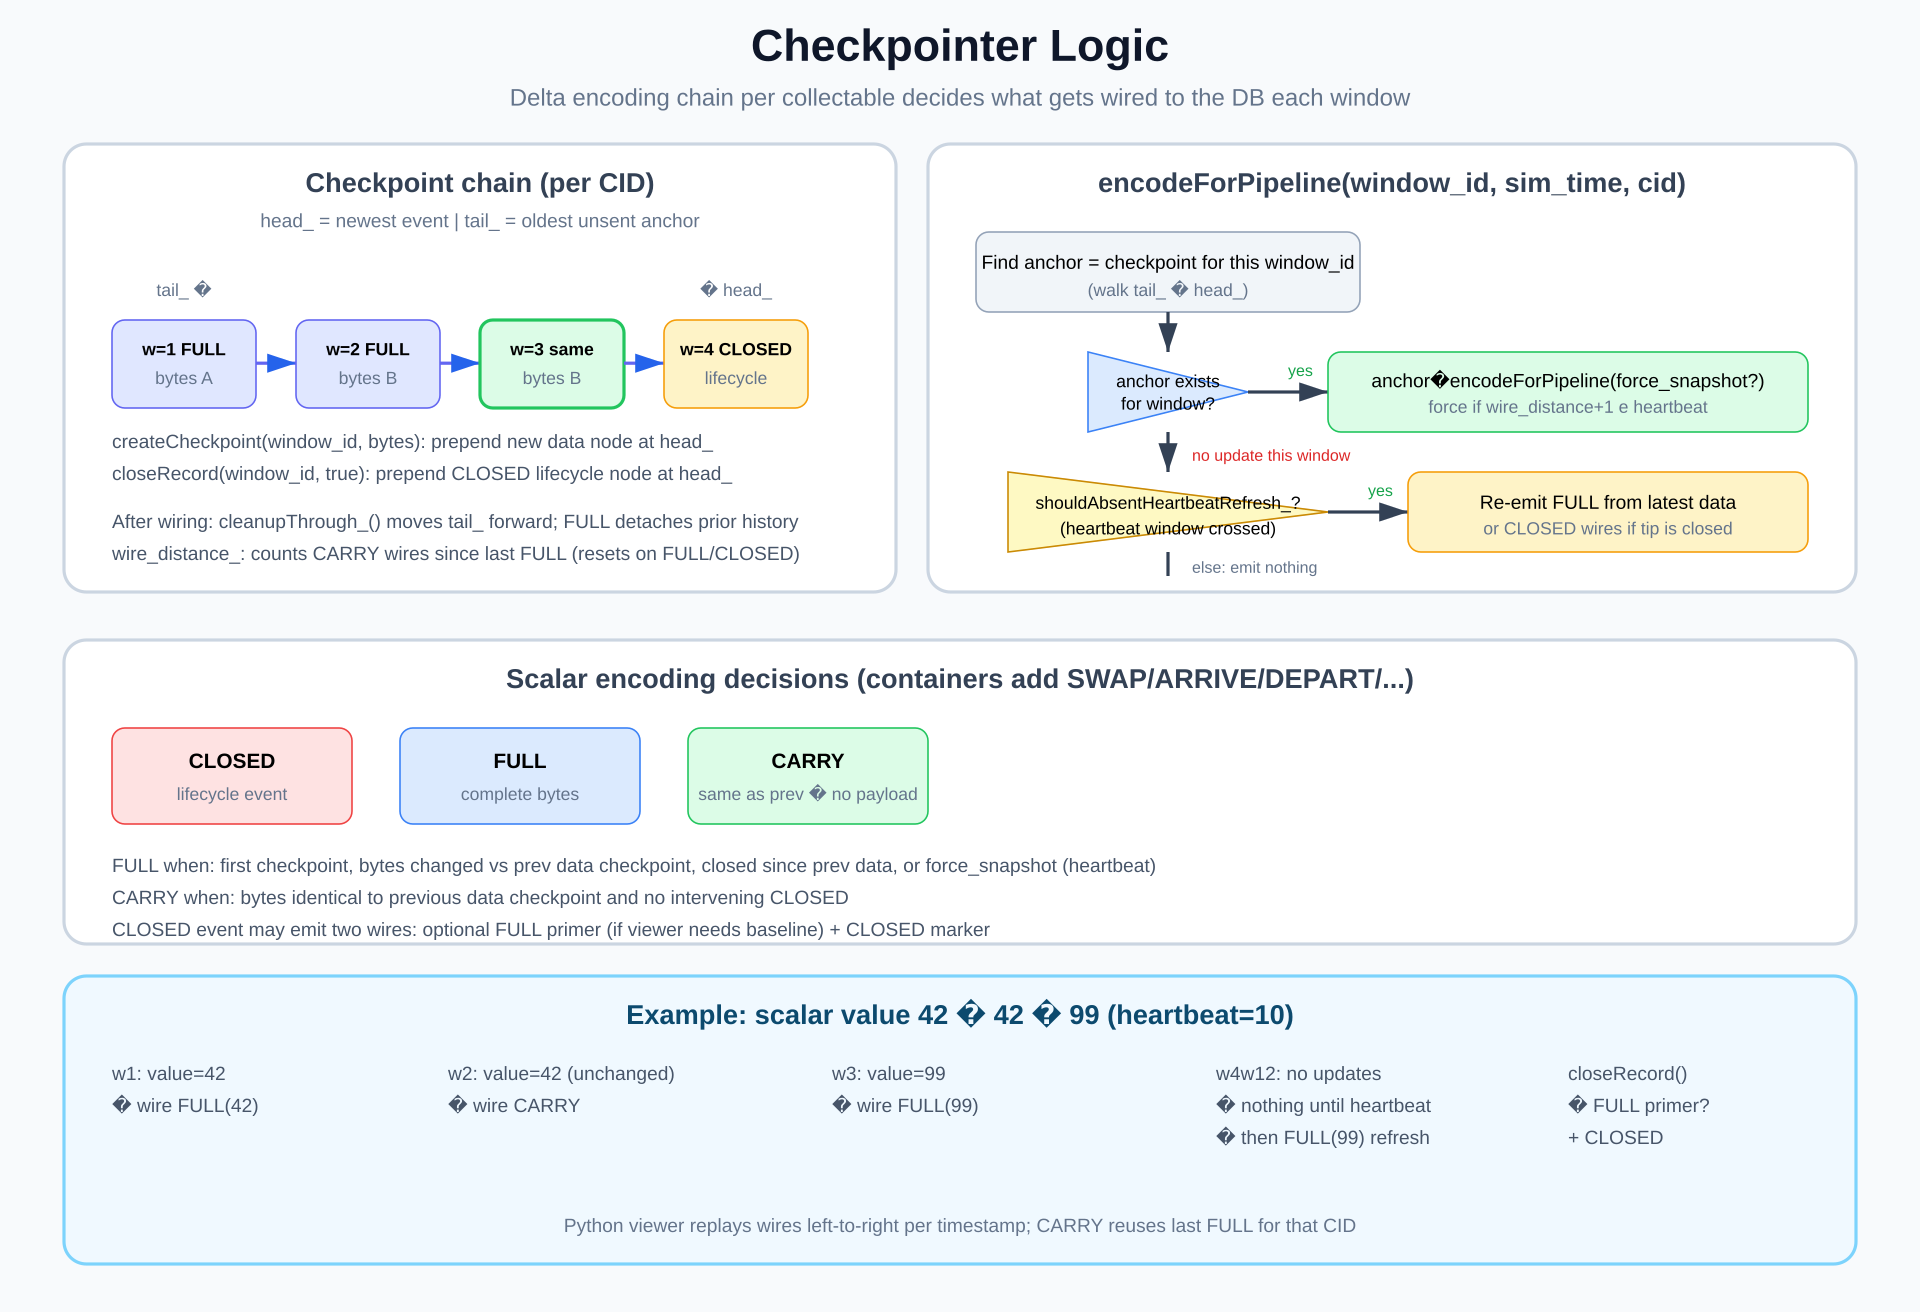 Checkpointer Logic
Delta encoding chain per collectable decides what gets wired to the DB each window
Checkpoint chain (per CID)
head_ = newest event | tail_ = oldest unsent anchor
tail_ �
� head_
w=1 FULL
bytes A
w=2 FULL
bytes B
w=3 same
bytes B
w=4 CLOSED
lifecycle
createCheckpoint(window_id, bytes): prepend new data node at head_
closeRecord(window_id, true): prepend CLOSED lifecycle node at head_
After wiring: cleanupThrough_() moves tail_ forward; FULL detaches prior history
wire_distance_: counts CARRY wires since last FULL (resets on FULL/CLOSED)
encodeForPipeline(window_id, sim_time, cid)
Find anchor = checkpoint for this window_id
(walk tail_ � head_)
anchor exists
for window?
yes
anchor�encodeForPipeline(force_snapshot?)
force if wire_distance+1 e heartbeat
no update this window
shouldAbsentHeartbeatRefresh_?
(heartbeat window crossed)
yes
Re-emit FULL from latest data
or CLOSED wires if tip is closed
else: emit nothing
Scalar encoding decisions (containers add SWAP/ARRIVE/DEPART/...)
CLOSED
lifecycle event
FULL
complete bytes
CARRY
same as prev � no payload
FULL when: first checkpoint, bytes changed vs prev data checkpoint, closed since prev data, or force_snapshot (heartbeat)
CARRY when: bytes identical to previous data checkpoint and no intervening CLOSED
CLOSED event may emit two wires: optional FULL primer (if viewer needs baseline) + CLOSED marker
Example: scalar value 42 � 42 � 99 (heartbeat=10)
w1: value=42
� wire FULL(42)
w2: value=42 (unchanged)
� wire CARRY
w3: value=99
� wire FULL(99)
w4w12: no updates
� nothing until heartbeat
� then FULL(99) refresh
closeRecord()
� FULL primer?
+ CLOSED
Python viewer replays wires left-to-right per timestamp; CARRY reuses last FULL for that CID